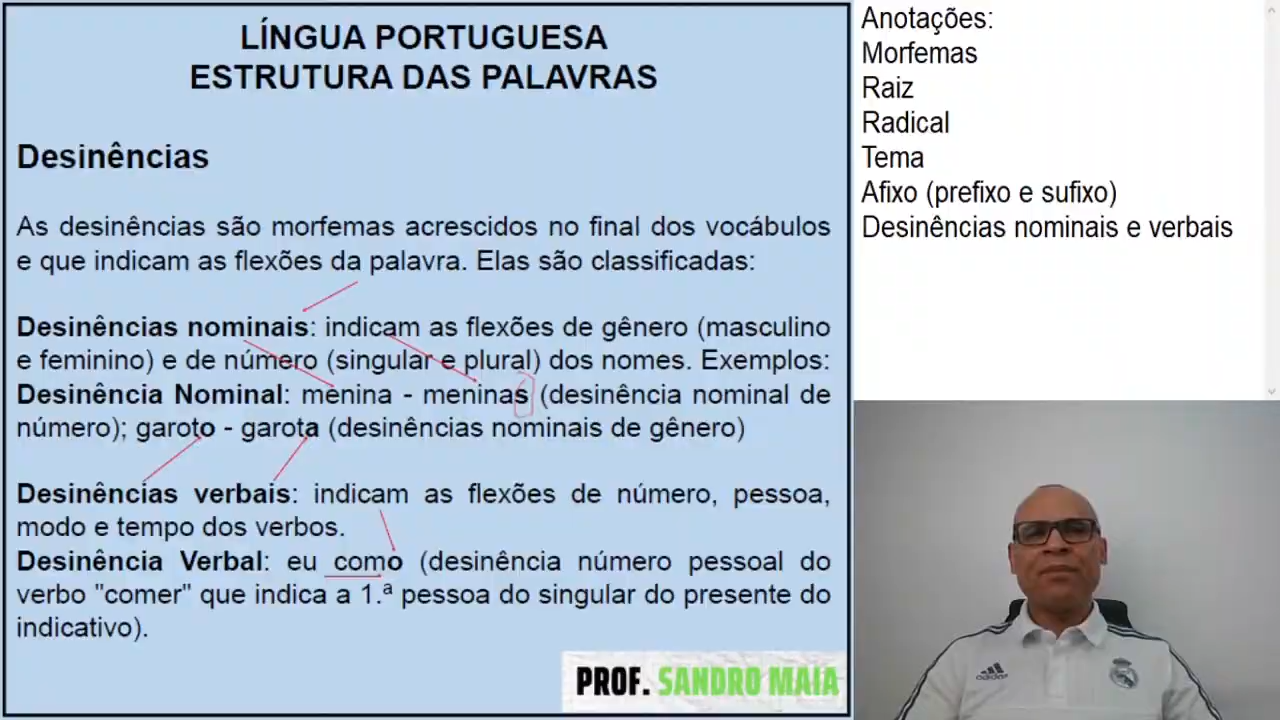 LÍNGUA PORTUGUESA
ESTRUTURA DAS PALAVRAS
Desinências
As desinências são morfemas acrescidos no final dos vocábulos
e que indicam as flexões da palavra. Elas são classificadas:
Desinências nominais: indicam as flexões de gênero (masculino
e feminino) e de número (singular e plural) dos nomes. Exemplos:
Desinência Nominal: menina - meninas (desinência nominal de
número); garoto - garota (desinências nominais de gênero)
Desinências verbais: indicam as flexões de número, pessoa,
modo e tempo dos verbos.
Desinência Verbal: eu como (desinência número pessoal do
verbo "comer" que indica a 1.ª pessoa do singular do presente do
indicativo).
PROF. SANDRO MAIA
Anotações:
Morfemas
Raiz
Radical
Tema
Afixo (prefixo e sufixo)
Desinências nominais e verbais
adidas